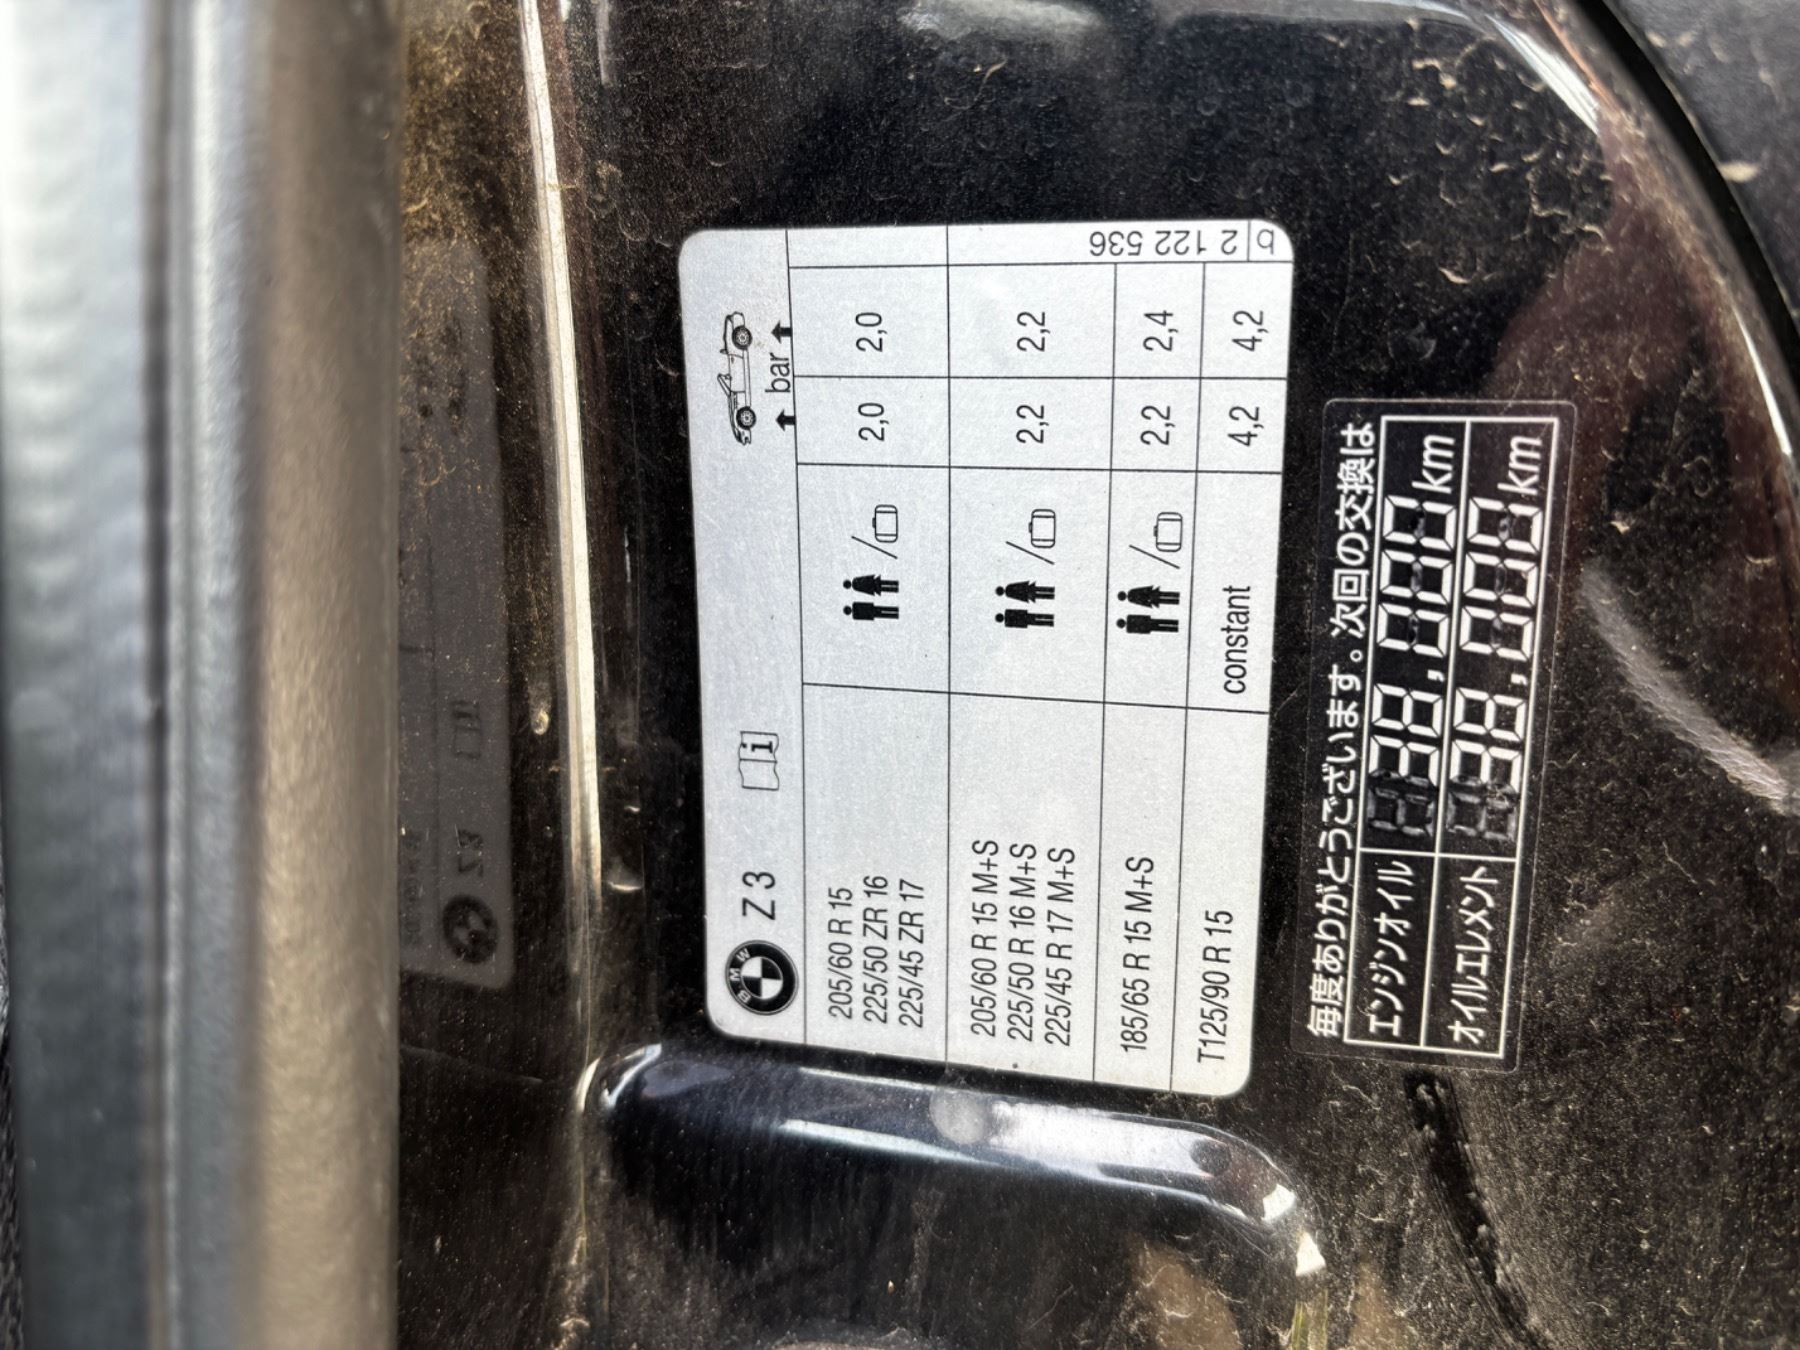 BMW Z 3 i
bar
205/60 R 15
225/50 ZR 16
225/45 ZR 17
2,0 2,0
205/60 R 15 M+S
225/50 R 16 M+S
225/45 R 17 M+S
2,2 2,2
185/65 R 15 M+S 2,2 2,4
T125/90 R 15 constant 4,2 4,2
b 2 122 536
毎度ありがとうございます。次回の交換は
エンジンオイル km
オイルエレメント km